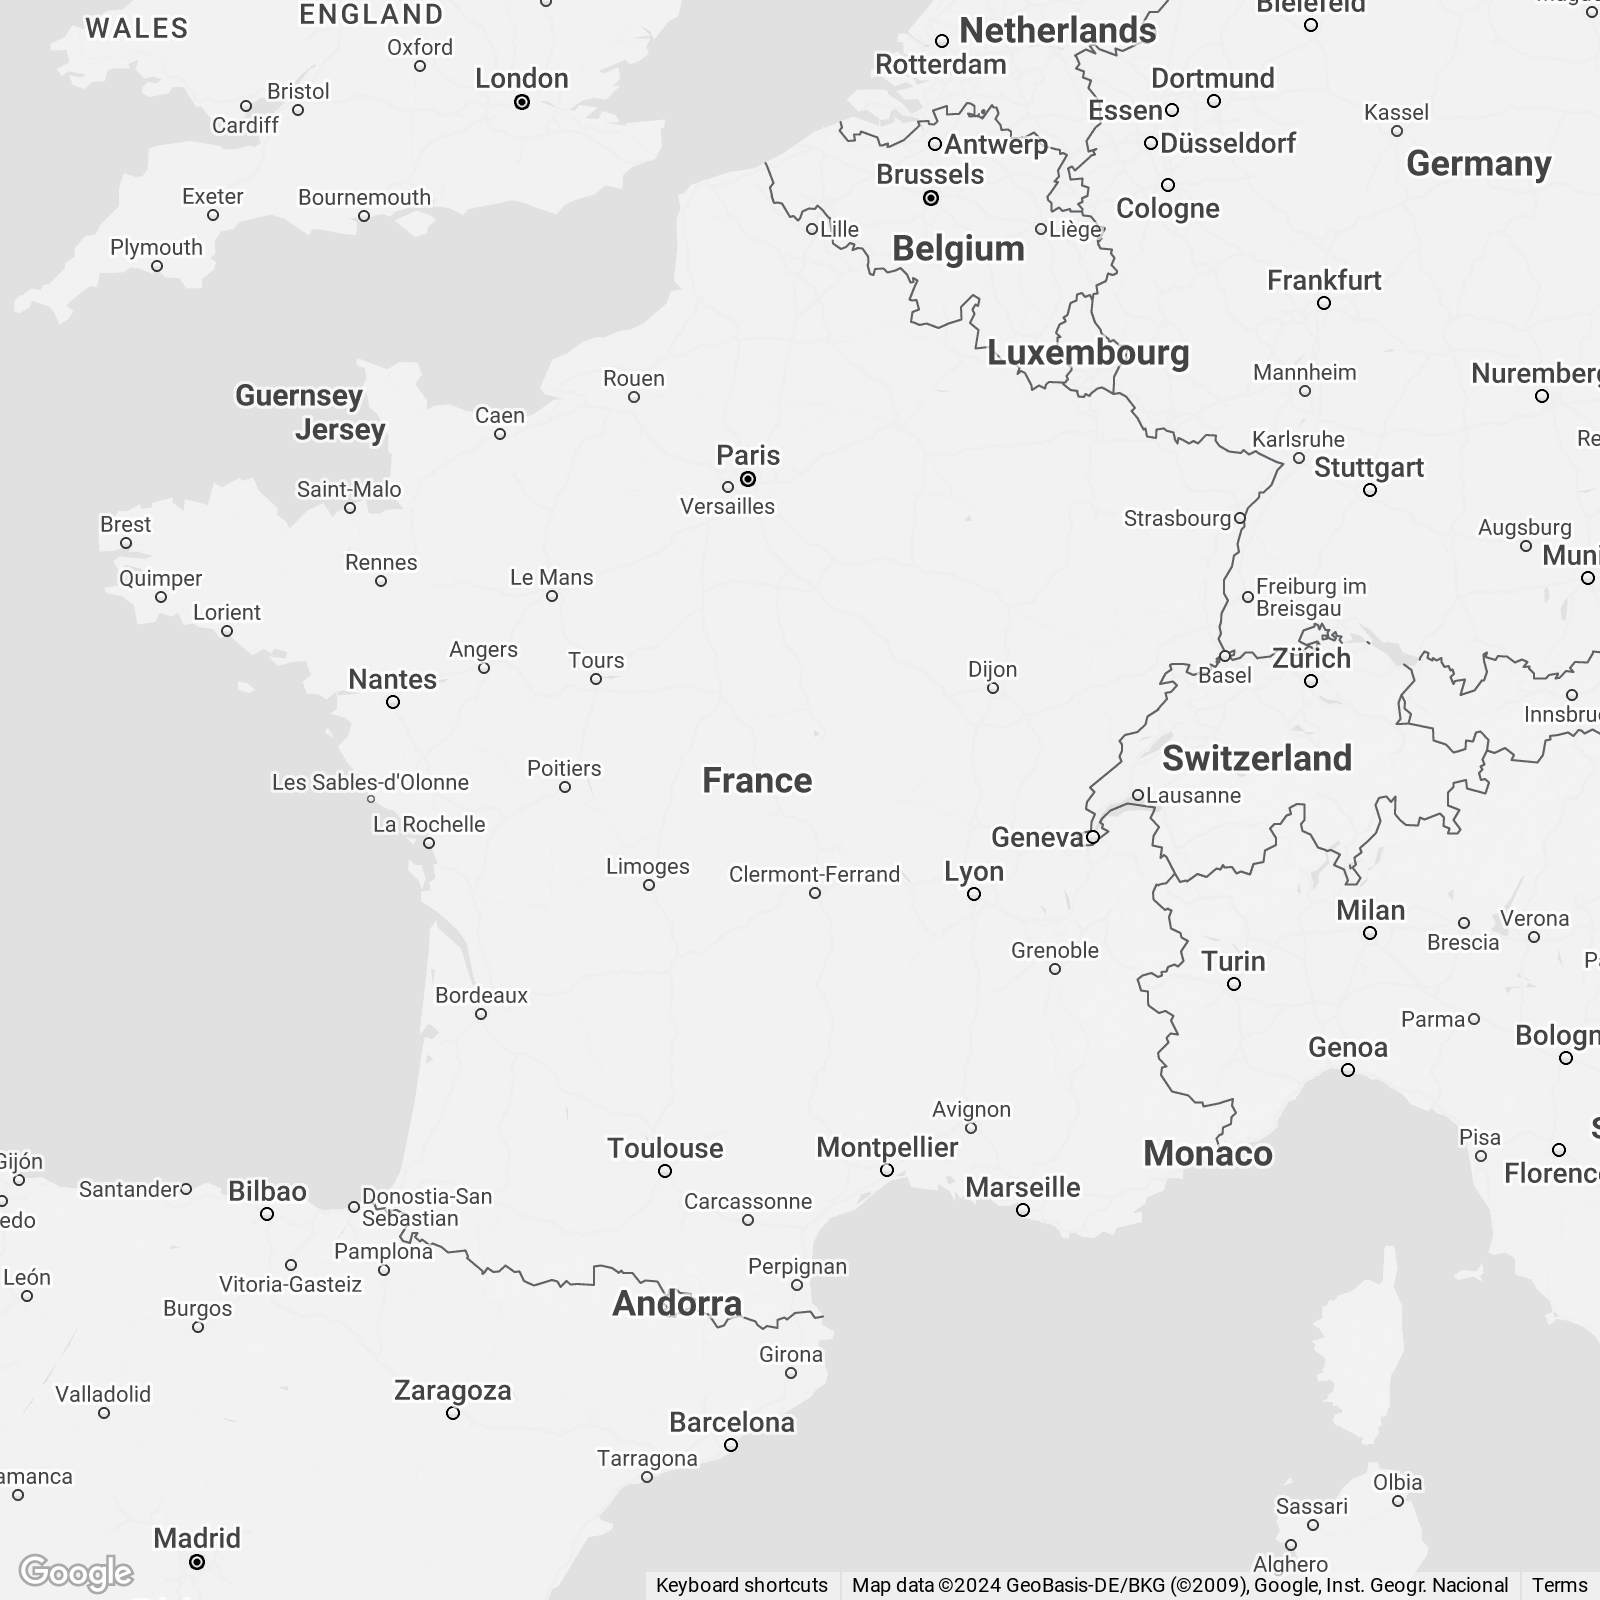 WALES
ENGLAND
Oxford
London
Bristol
Cardiff
Exeter
Bournemouth
Plymouth
Netherlands
Rotterdam
Bielefeld
Dortmund
Essen
Düsseldorf
Kassel
Germany
Antwerp
Brussels
Cologne
Lille
Liège
Belgium
Frankfurt
Luxembourg
Mannheim
Nuremberg
Guernsey
Jersey
Rouen
Caen
Karlsruhe
Re
Stuttgart
Paris
Versailles
Saint-Malo
Brest
Strasbourg
Augsburg
Muni
Rennes
Le Mans
Quimper
Lorient
Freiburg im
Breisgau
Angers
Tours
Nantes
Dijon
Basel
Zürich
Innsbru
Switzerland
Poitiers
France
Les Sables-d'Olonne
Lausanne
La Rochelle
Geneva
Limoges
Clermont-Ferrand
Lyon
Milan
Verona
Brescia
Grenoble
Turin
Pa
Bordeaux
Parma
Bologn
Genoa
Avignon
Toulouse
Montpellier
Monaco
Pisa
S
Florence
Gijón
Santander
Bilbao
Donostia-San
Sebastian
Carcassonne
Marseille
edo
Pamplona
Vitoria-Gasteiz
Perpignan
León
Burgos
Andorra
Girona
Valladolid
Zaragoza
Barcelona
Tarragona
amanca
Olbia
Sassari
Madrid
Alghero
Google
Keyboard shortcuts
Map data ©2024 GeoBasis-DE/BKG (©2009), Google, Inst. Geogr. Nacional
Terms